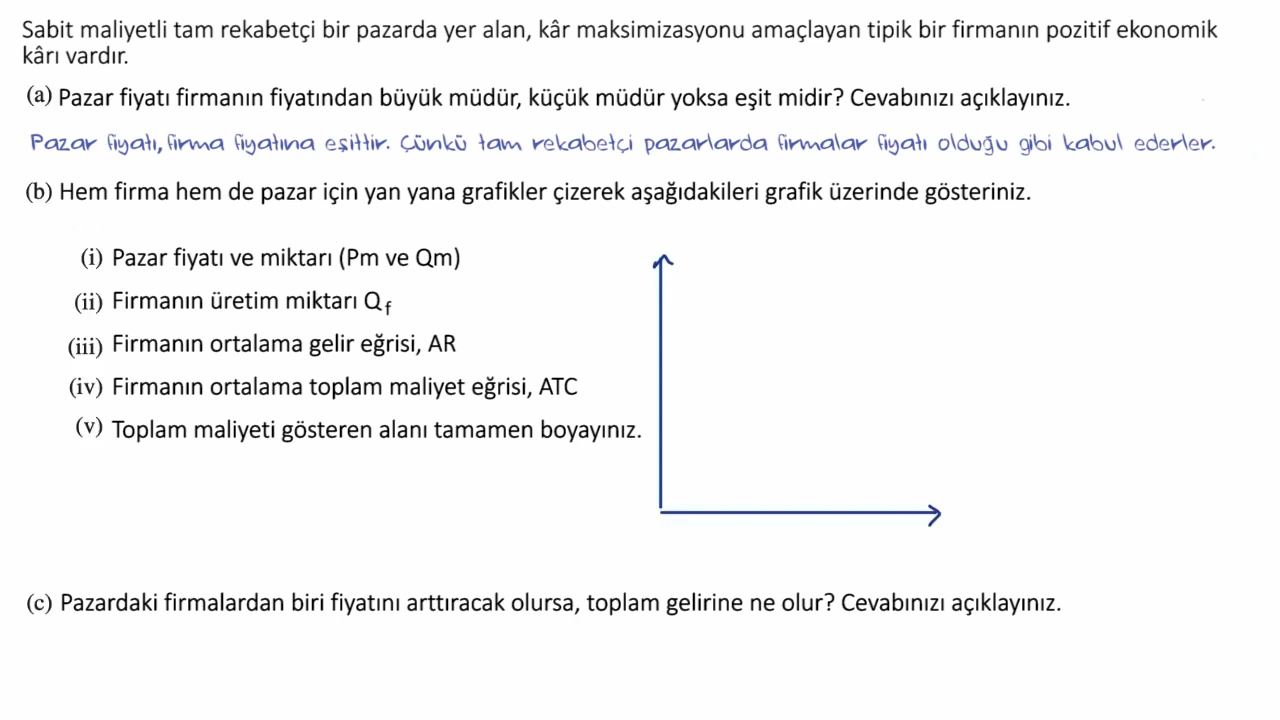 Sabit maliyetli tam rekabetçi bir pazarda yer alan, kâr maksimizasyonu amaçlayan tipik bir firmanın pozitif ekonomik
kârı vardır.
(a) Pazar fiyatı firmanın fiyatından büyük müdür, küçük müdür yoksa eşit midir? Cevabınızı açıklayınız.
Pazar fiyatı, firma fiyatına eşittir. Çünkü tam rekabetçi pazarlarda firmalar fiyatı olduğu gibi kabul ederler.
(b) Hem firma hem de pazar için yan yana grafikler çizerek aşağıdakileri grafik üzerinde gösteriniz.
(i) Pazar fiyatı ve miktarı (Pm ve Qm)
(ii) Firmanın üretim miktarı Q f
(iii) Firmanın ortalama gelir eğrisi, AR
(iv) Firmanın ortalama toplam maliyet eğrisi, ATC
(v) Toplam maliyeti gösteren alanı tamamen boyayınız.
(c) Pazardaki firmalardan biri fiyatını arttıracak olursa, toplam gelirine ne olur? Cevabınızı açıklayınız.